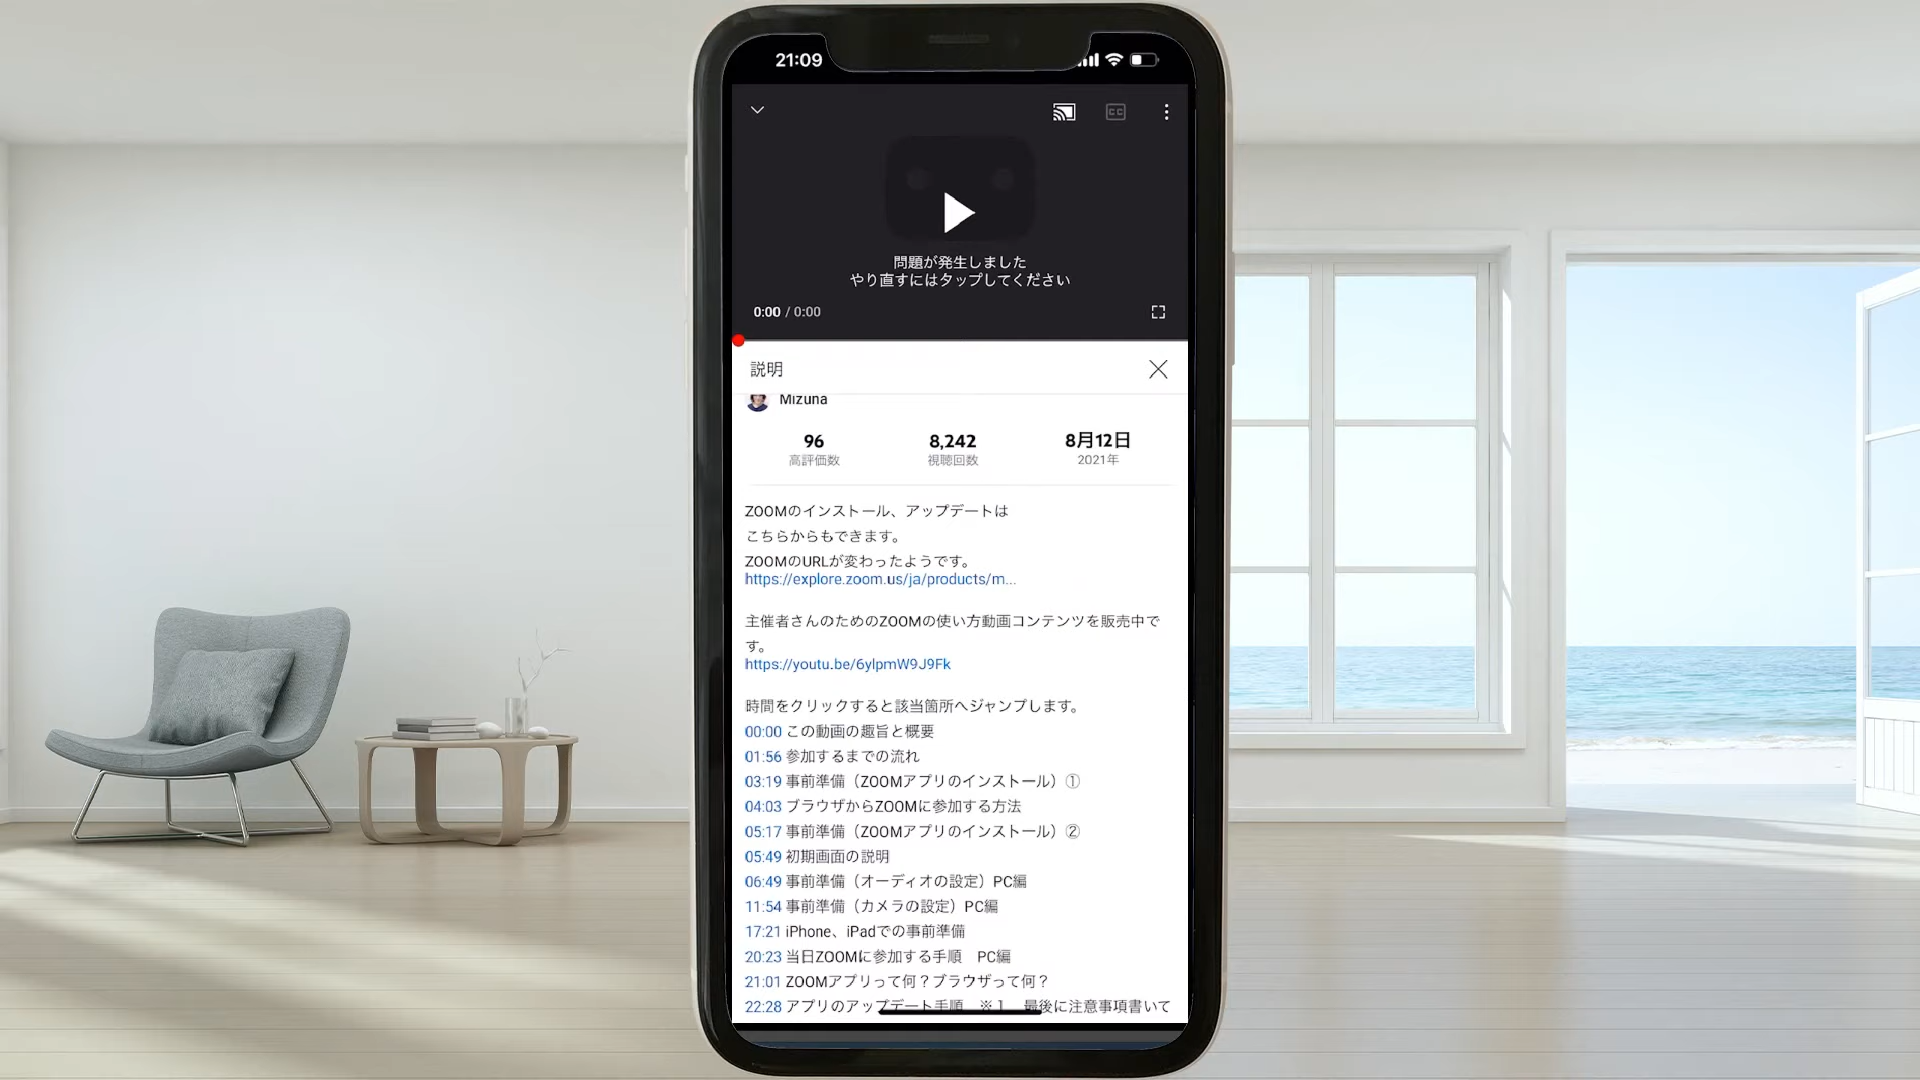 21:09
CC
問題が発生しました
やり直すにはタップしてください
0:00 / 0:00
説明
Mizuna
96
高評価数
8,242
視聴回数
8月12日
2021年
ZOOMのインストール、アップデートは
こちらからもできます。
ZOOMのURLが変わったようです。
https://explore.zoom.us/ja/products/m...
主催者さんのためのZOOMの使い方動画コンテンツを販売中で
す。
https://youtu.be/6ylpmW9J9Fk
時間をクリックすると該当箇所へジャンプします。
00:00 この動画の趣旨と概要
01:56 参加するまでの流れ
03:19 事前準備（ZOOMアプリのインストール）①
04:03 ブラウザからZOOMに参加する方法
05:17 事前準備（ZOOMアプリのインストール）②
05:49 初期画面の説明
06:49 事前準備（オーディオの設定）PC編
11:54 事前準備（カメラの設定）PC編
17:21 iPhone、iPadでの事前準備
20:23 当日ZOOMに参加する手順　PC編
21:01 ZOOMアプリって何？ブラウザって何？
22:28 アプリのアップデート手順　※１　最後に注意事項書いて